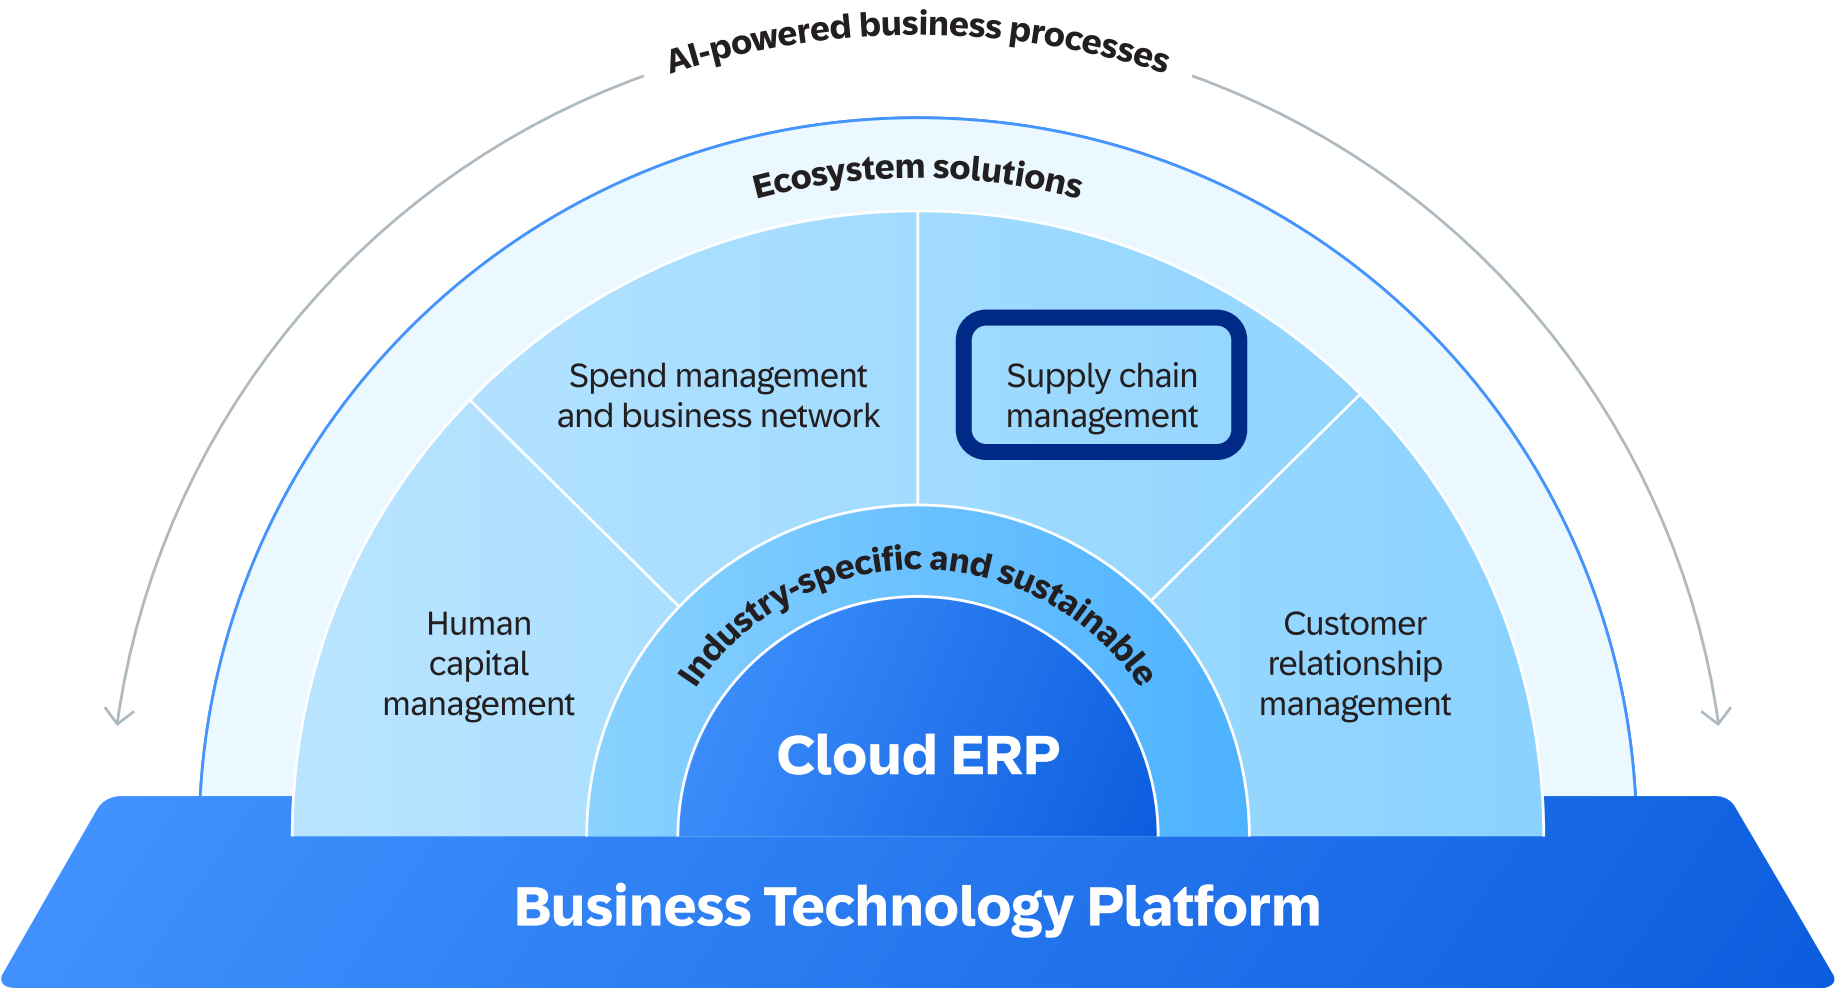 AI-powered business processes
Ecosystem solutions
Spend management
and business network
Supply chain
management
Industry-specific and sustainable
Human
capital
management
Customer
relationship
management
Cloud ERP
Business Technology Platform